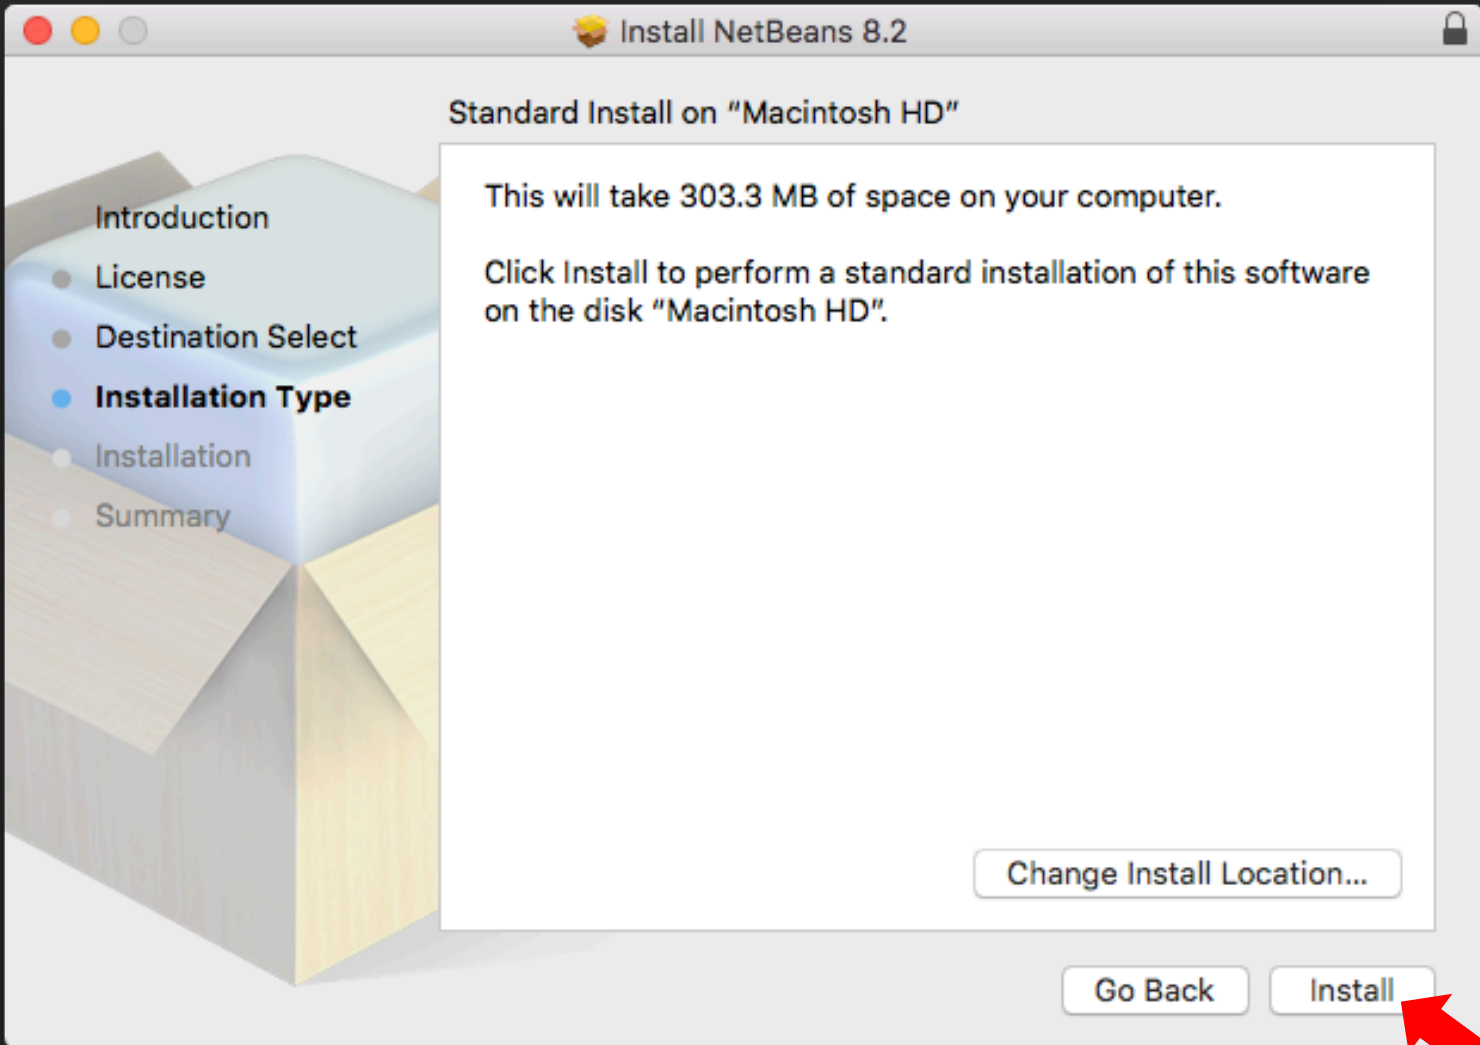 Install NetBeans 8.2
Standard Install on “Macintosh HD”
Introduction
License
Destination Select
Installation Type
Installation
Summary
This will take 303.3 MB of space on your computer.
Click Install to perform a standard installation of this software
on the disk “Macintosh HD”.
Change Install Location...
Go Back
Install